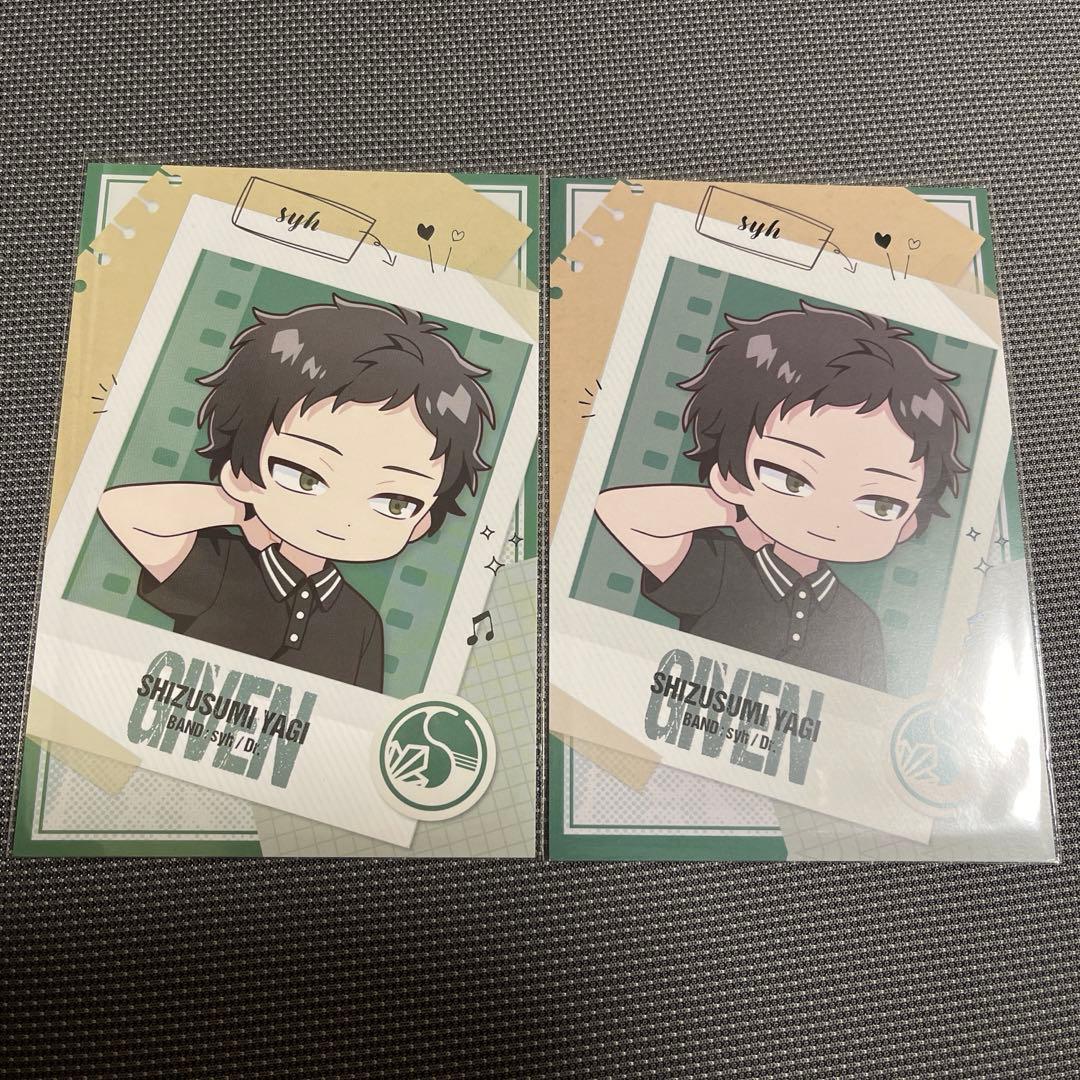 syh
GIVEN
SHIZUSUMI YAGI
BAND : syh / Dr.
syh
GIVEN
SHIZUSUMI YAGI
BAND : syh / Dr.